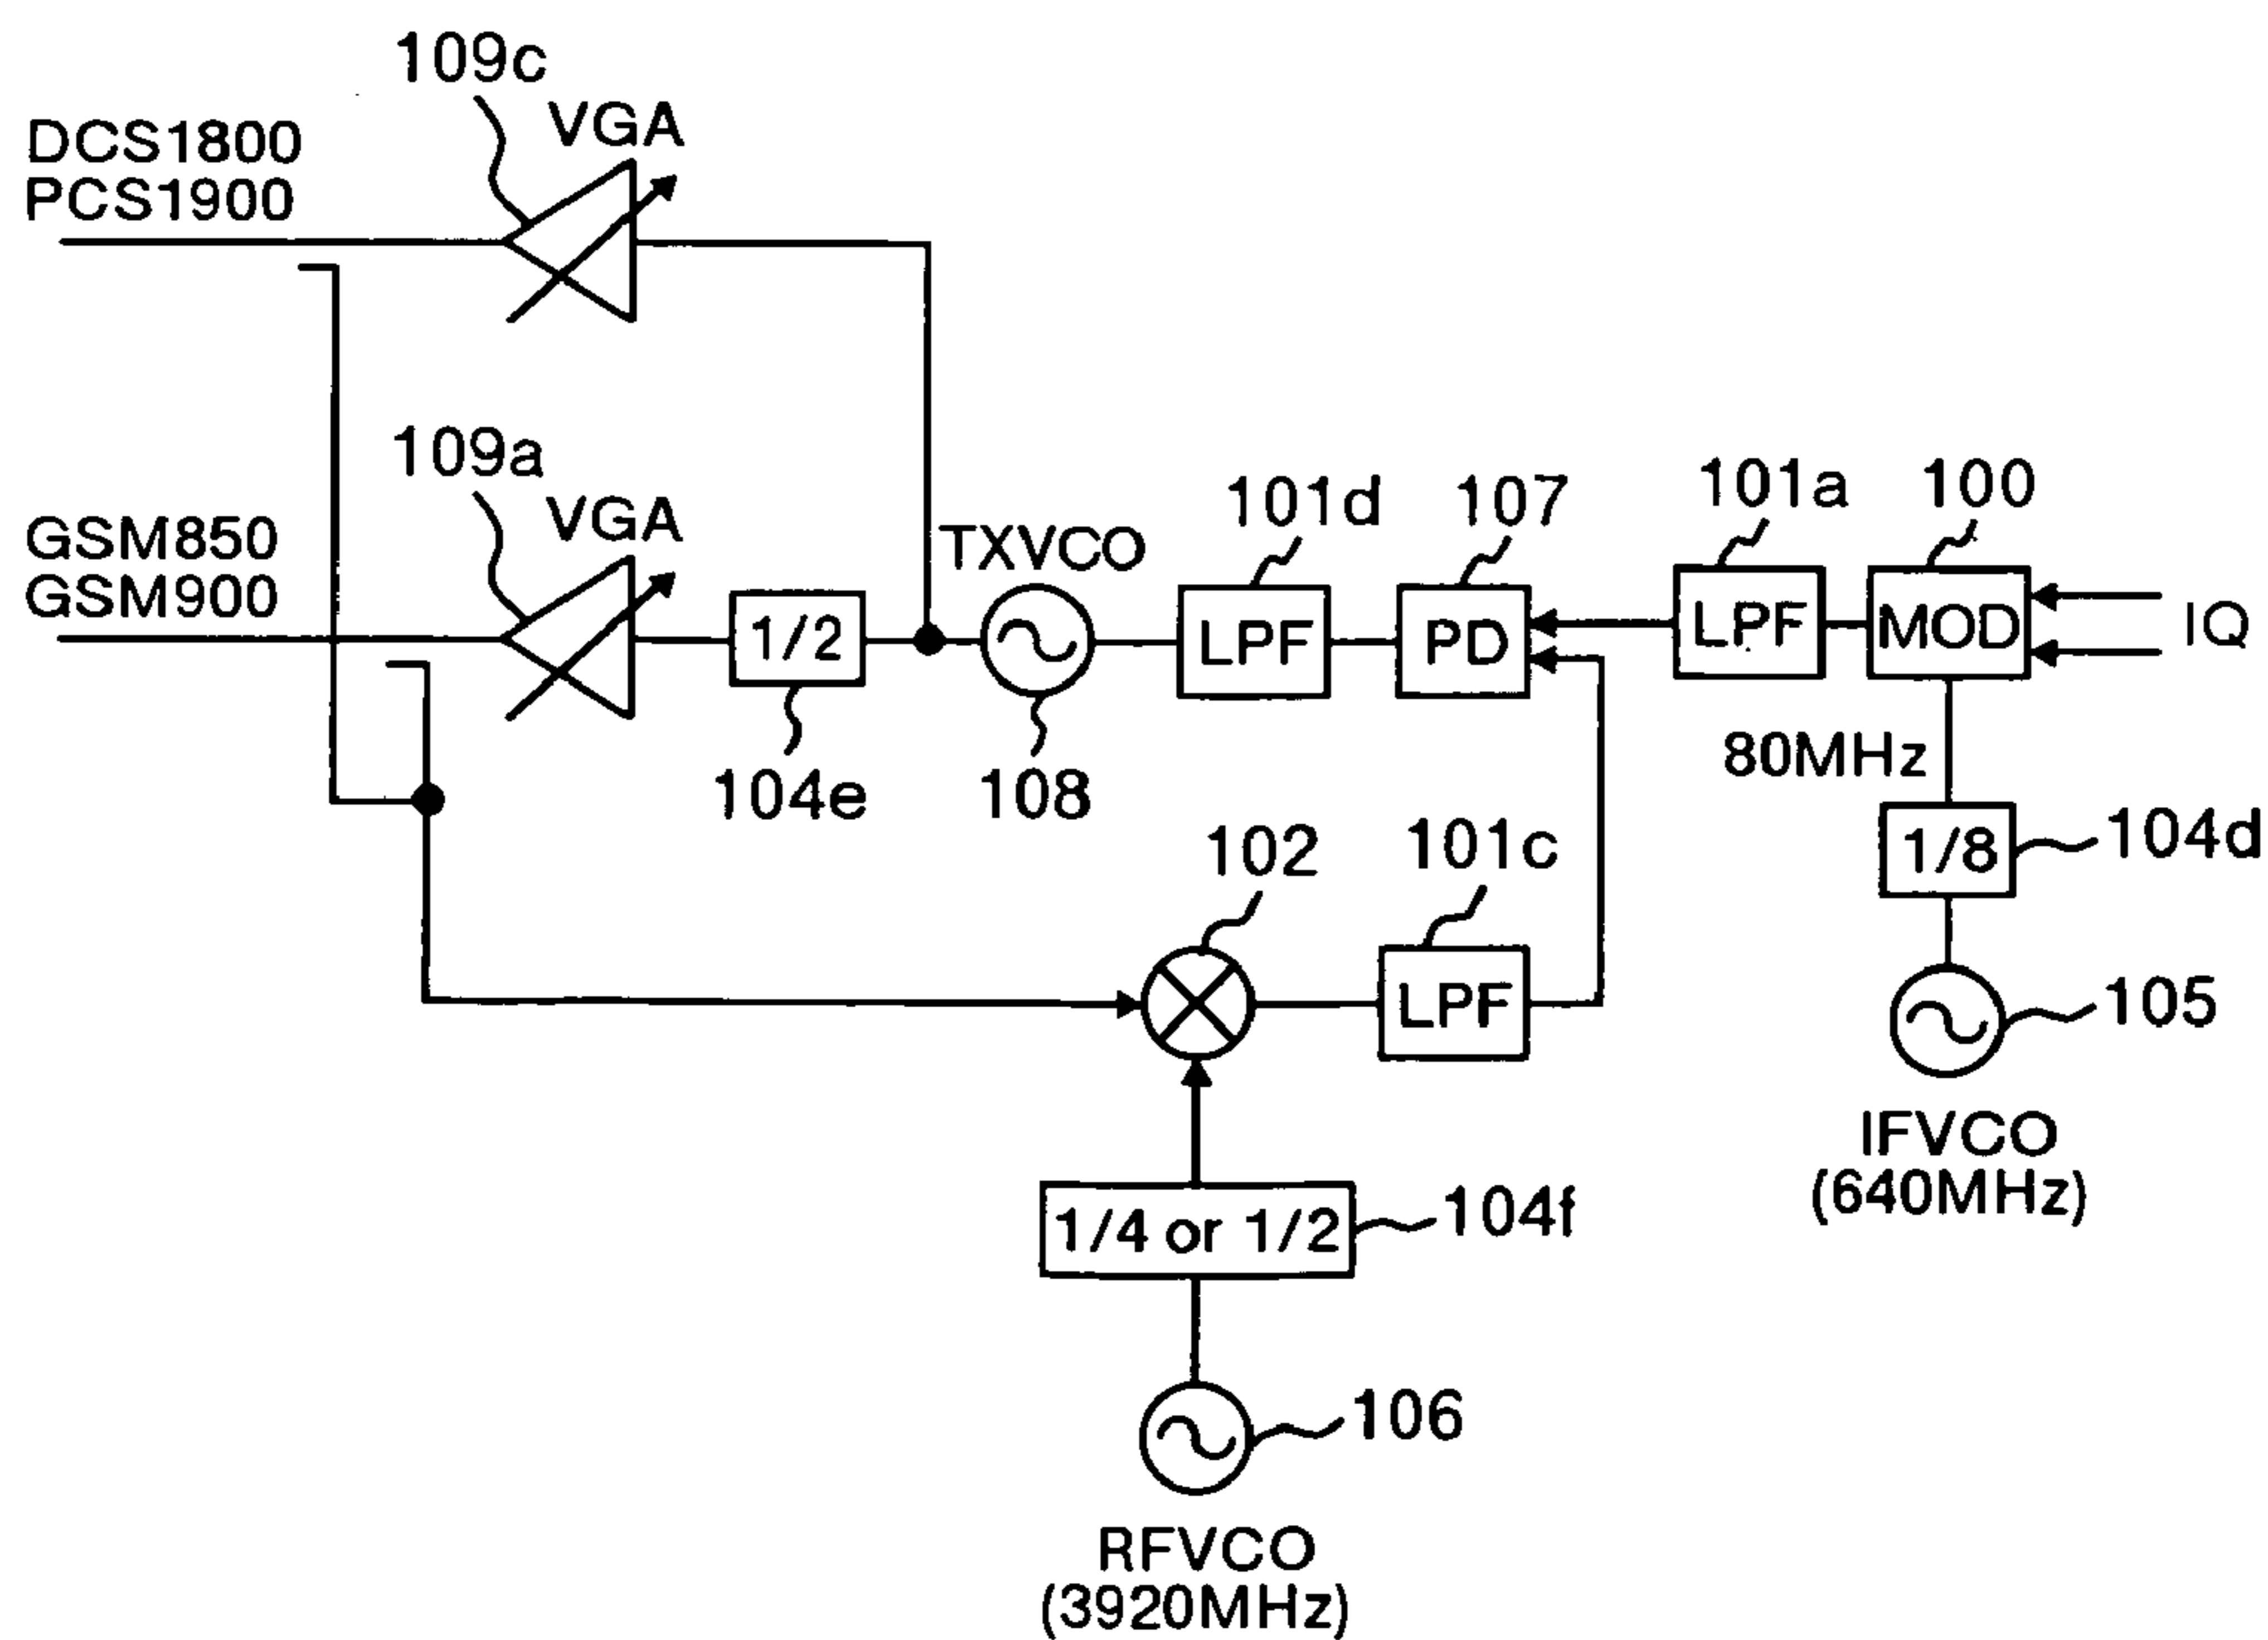 109c
VGA
DCS1800
PCS1900
109a
VGA
GSM850
GSM900
1/2
104e
TXVCO
108
101d
LPF
107
PD
101a
LPF
100
MOD
IQ
80MHz
1/8
104d
105
IFVCO
(640MHz)
102
101c
LPF
1/4 or 1/2
104f
106
RFVCO
(3920MHz)